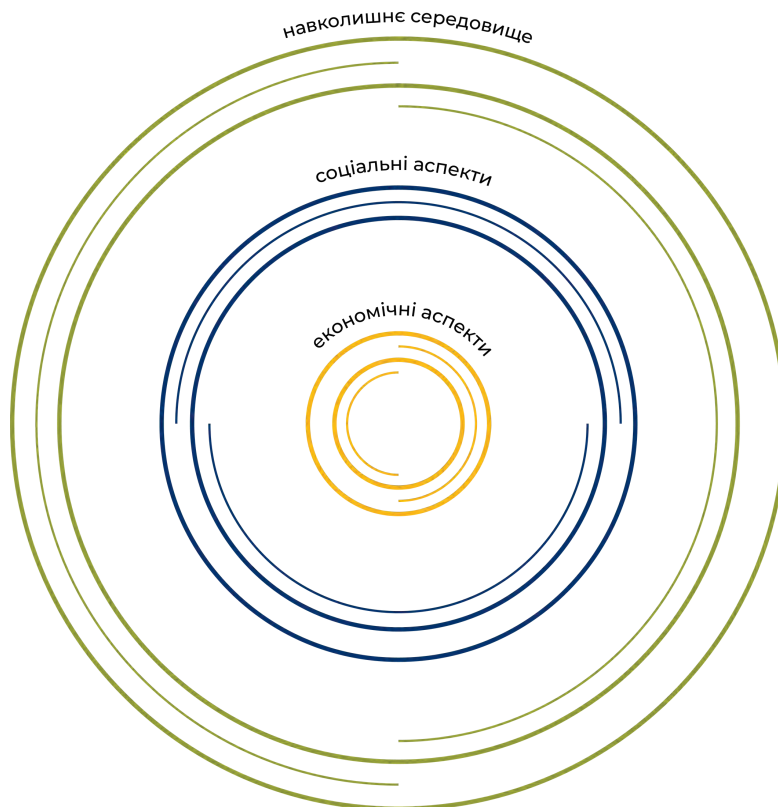 навколишнє середовище
соціальні аспекти
економічні аспекти